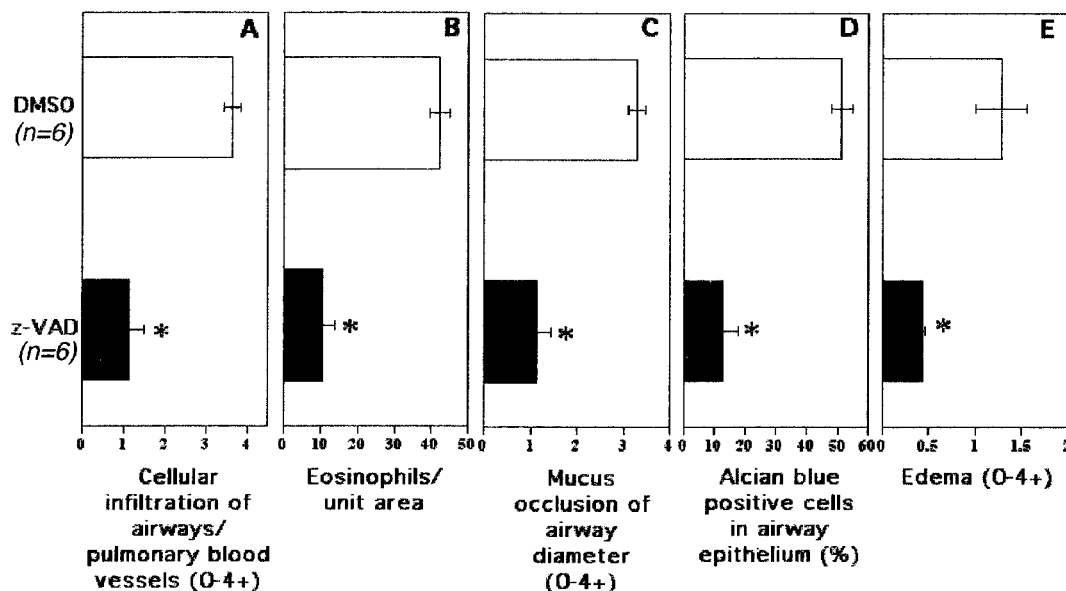 A
B
C
D
E
DMSO
(n=6)
z-VAD
(n=6)
*
*
*
*
*
0 1 2 3 4
0 10 20 30 40 50
0 1 2 3 4
0 10 20 30 40 50 60
0 0.5 1 1.5 2
Cellular
infiltration of
airways/
pulmonary blood
vessels (0-4+)
Eosinophils/
unit area
Mucus
occlusion of
airway
diameter
(0-4+)
Alcian blue
positive cells
in airway
epithelium (%)
Edema (0-4+)